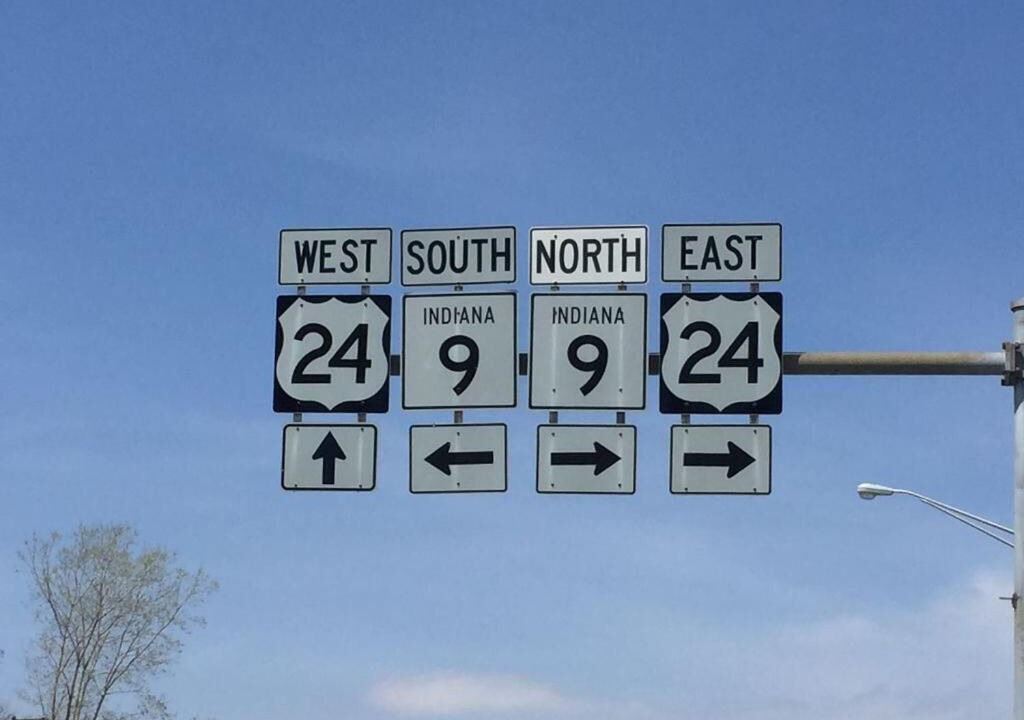 WEST SOUTH NORTH EAST
24 INDIANA 9 INDIANA 9 24